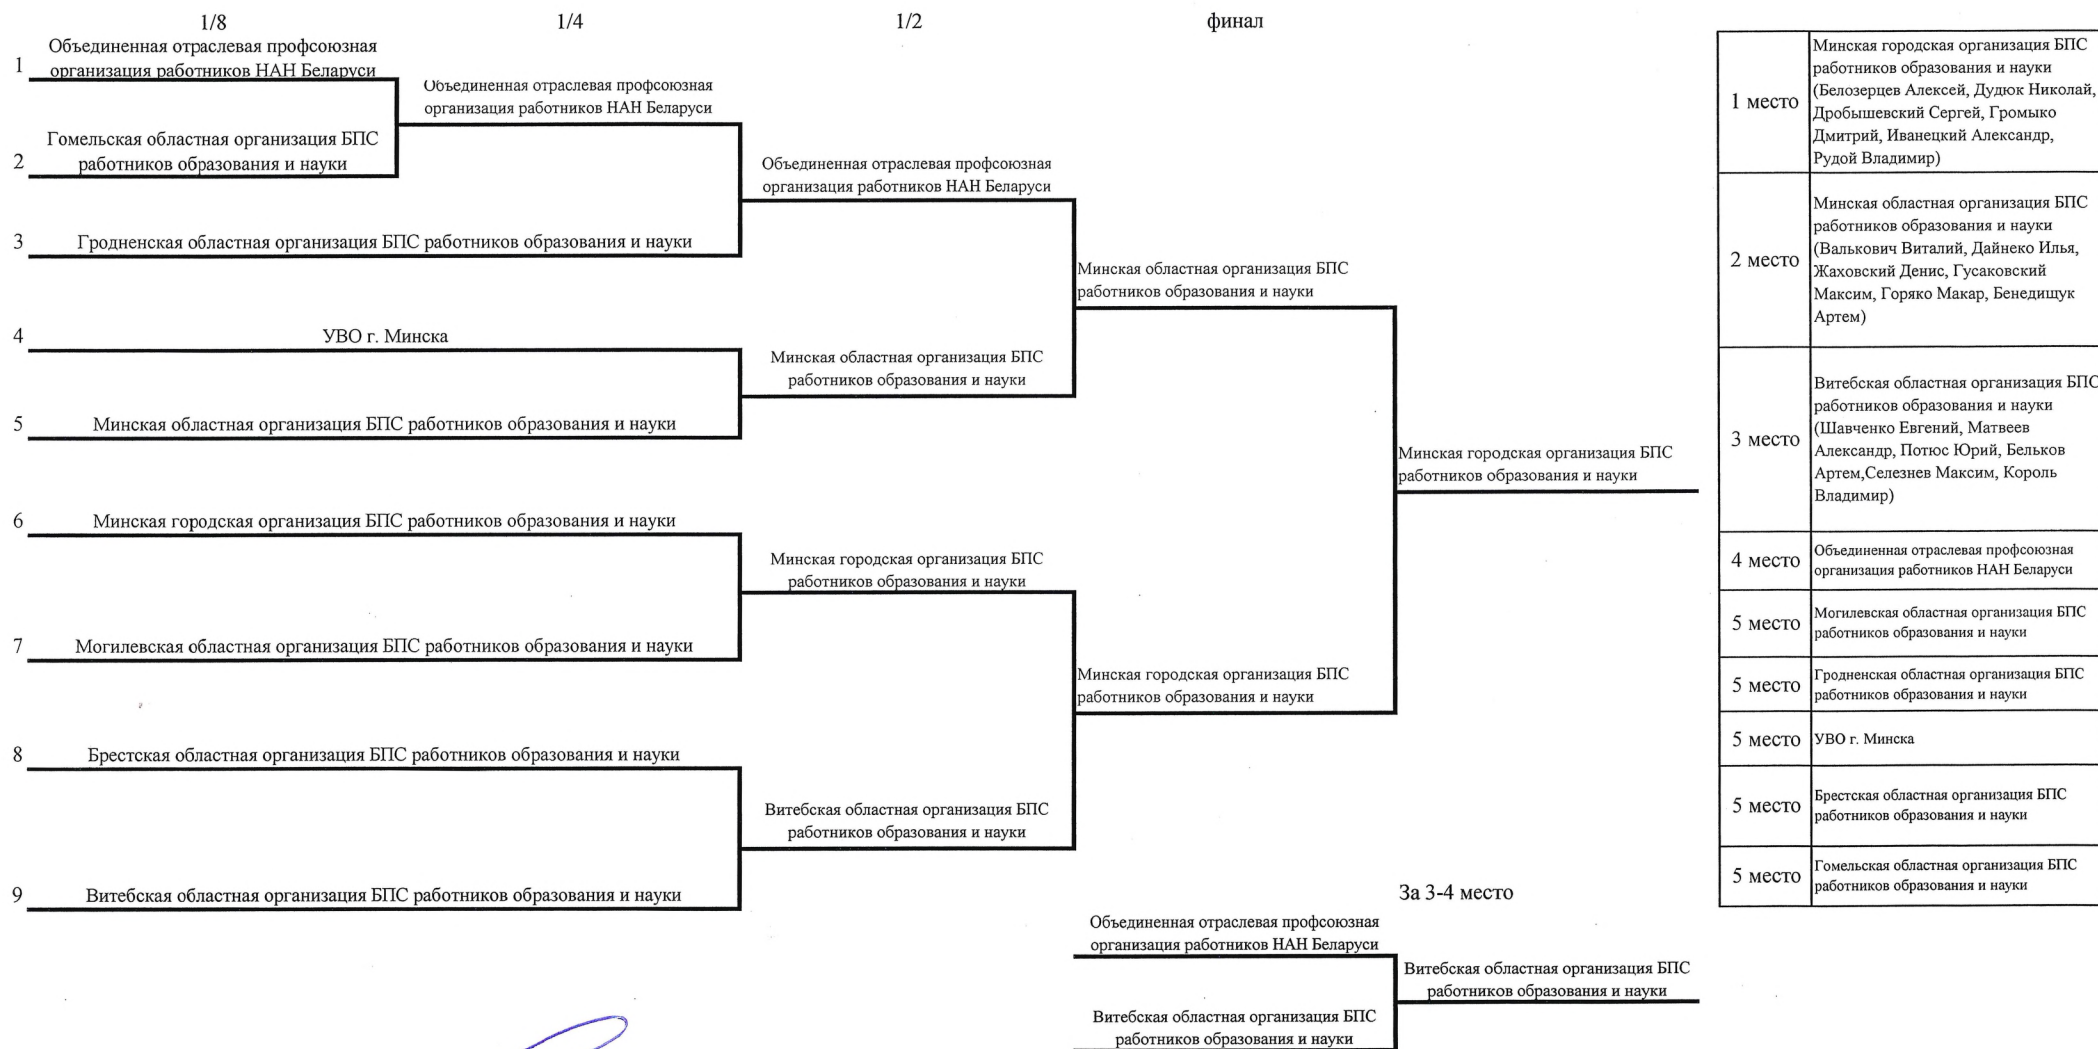 1/8
1/4
1/2
финал
1
Объединенная отраслевая профсоюзная
организация работников НАН Беларуси
2
Гомельская областная организация БПС
работников образования и науки
3
Гродненская областная организация БПС работников образования и науки
4
УВО г. Минска
5
Минская областная организация БПС работников образования и науки
6
Минская городская организация БПС работников образования и науки
7
Могилевская областная организация БПС работников образования и науки
8
Брестская областная организация БПС работников образования и науки
9
Витебская областная организация БПС работников образования и науки
Объединенная отраслевая профсоюзная
организация работников НАН Беларуси
Объединенная отраслевая профсоюзная
организация работников НАН Беларуси
Минская областная организация БПС
работников образования и науки
Минская городская организация БПС
работников образования и науки
Витебская областная организация БПС
работников образования и науки
Минская областная организация БПС
работников образования и науки
Минская городская организация БПС
работников образования и науки
Минская городская организация БПС
работников образования и науки
За 3-4 место
Объединенная отраслевая профсоюзная
организация работников НАН Беларуси
Витебская областная организация БПС
работников образования и науки
Витебская областная организация БПС
работников образования и науки
1 место
Минская городская организация БПС
работников образования и науки
(Белозерцев Алексей, Дудюк Николай,
Дробышевский Сергей, Громыко
Дмитрий, Иванецкий Александр,
Рудой Владимир)
2 место
Минская областная организация БПС
работников образования и науки
(Валькович Виталий, Дайнеко Илья,
Жаховский Денис, Гусаковский
Максим, Горяко Макар, Бенедищук
Артем)
3 место
Витебская областная организация БПС
работников образования и науки
(Шавченко Евгений, Матвеев
Александр, Потюс Юрий, Бельков
Артем,Селезнев Максим, Король
Владимир)
4 место
Объединенная отраслевая профсоюзная
организация работников НАН Беларуси
5 место
Могилевская областная организация БПС
работников образования и науки
5 место
Гродненская областная организация БПС
работников образования и науки
5 место
УВО г. Минска
5 место
Брестская областная организация БПС
работников образования и науки
5 место
Гомельская областная организация БПС
работников образования и науки